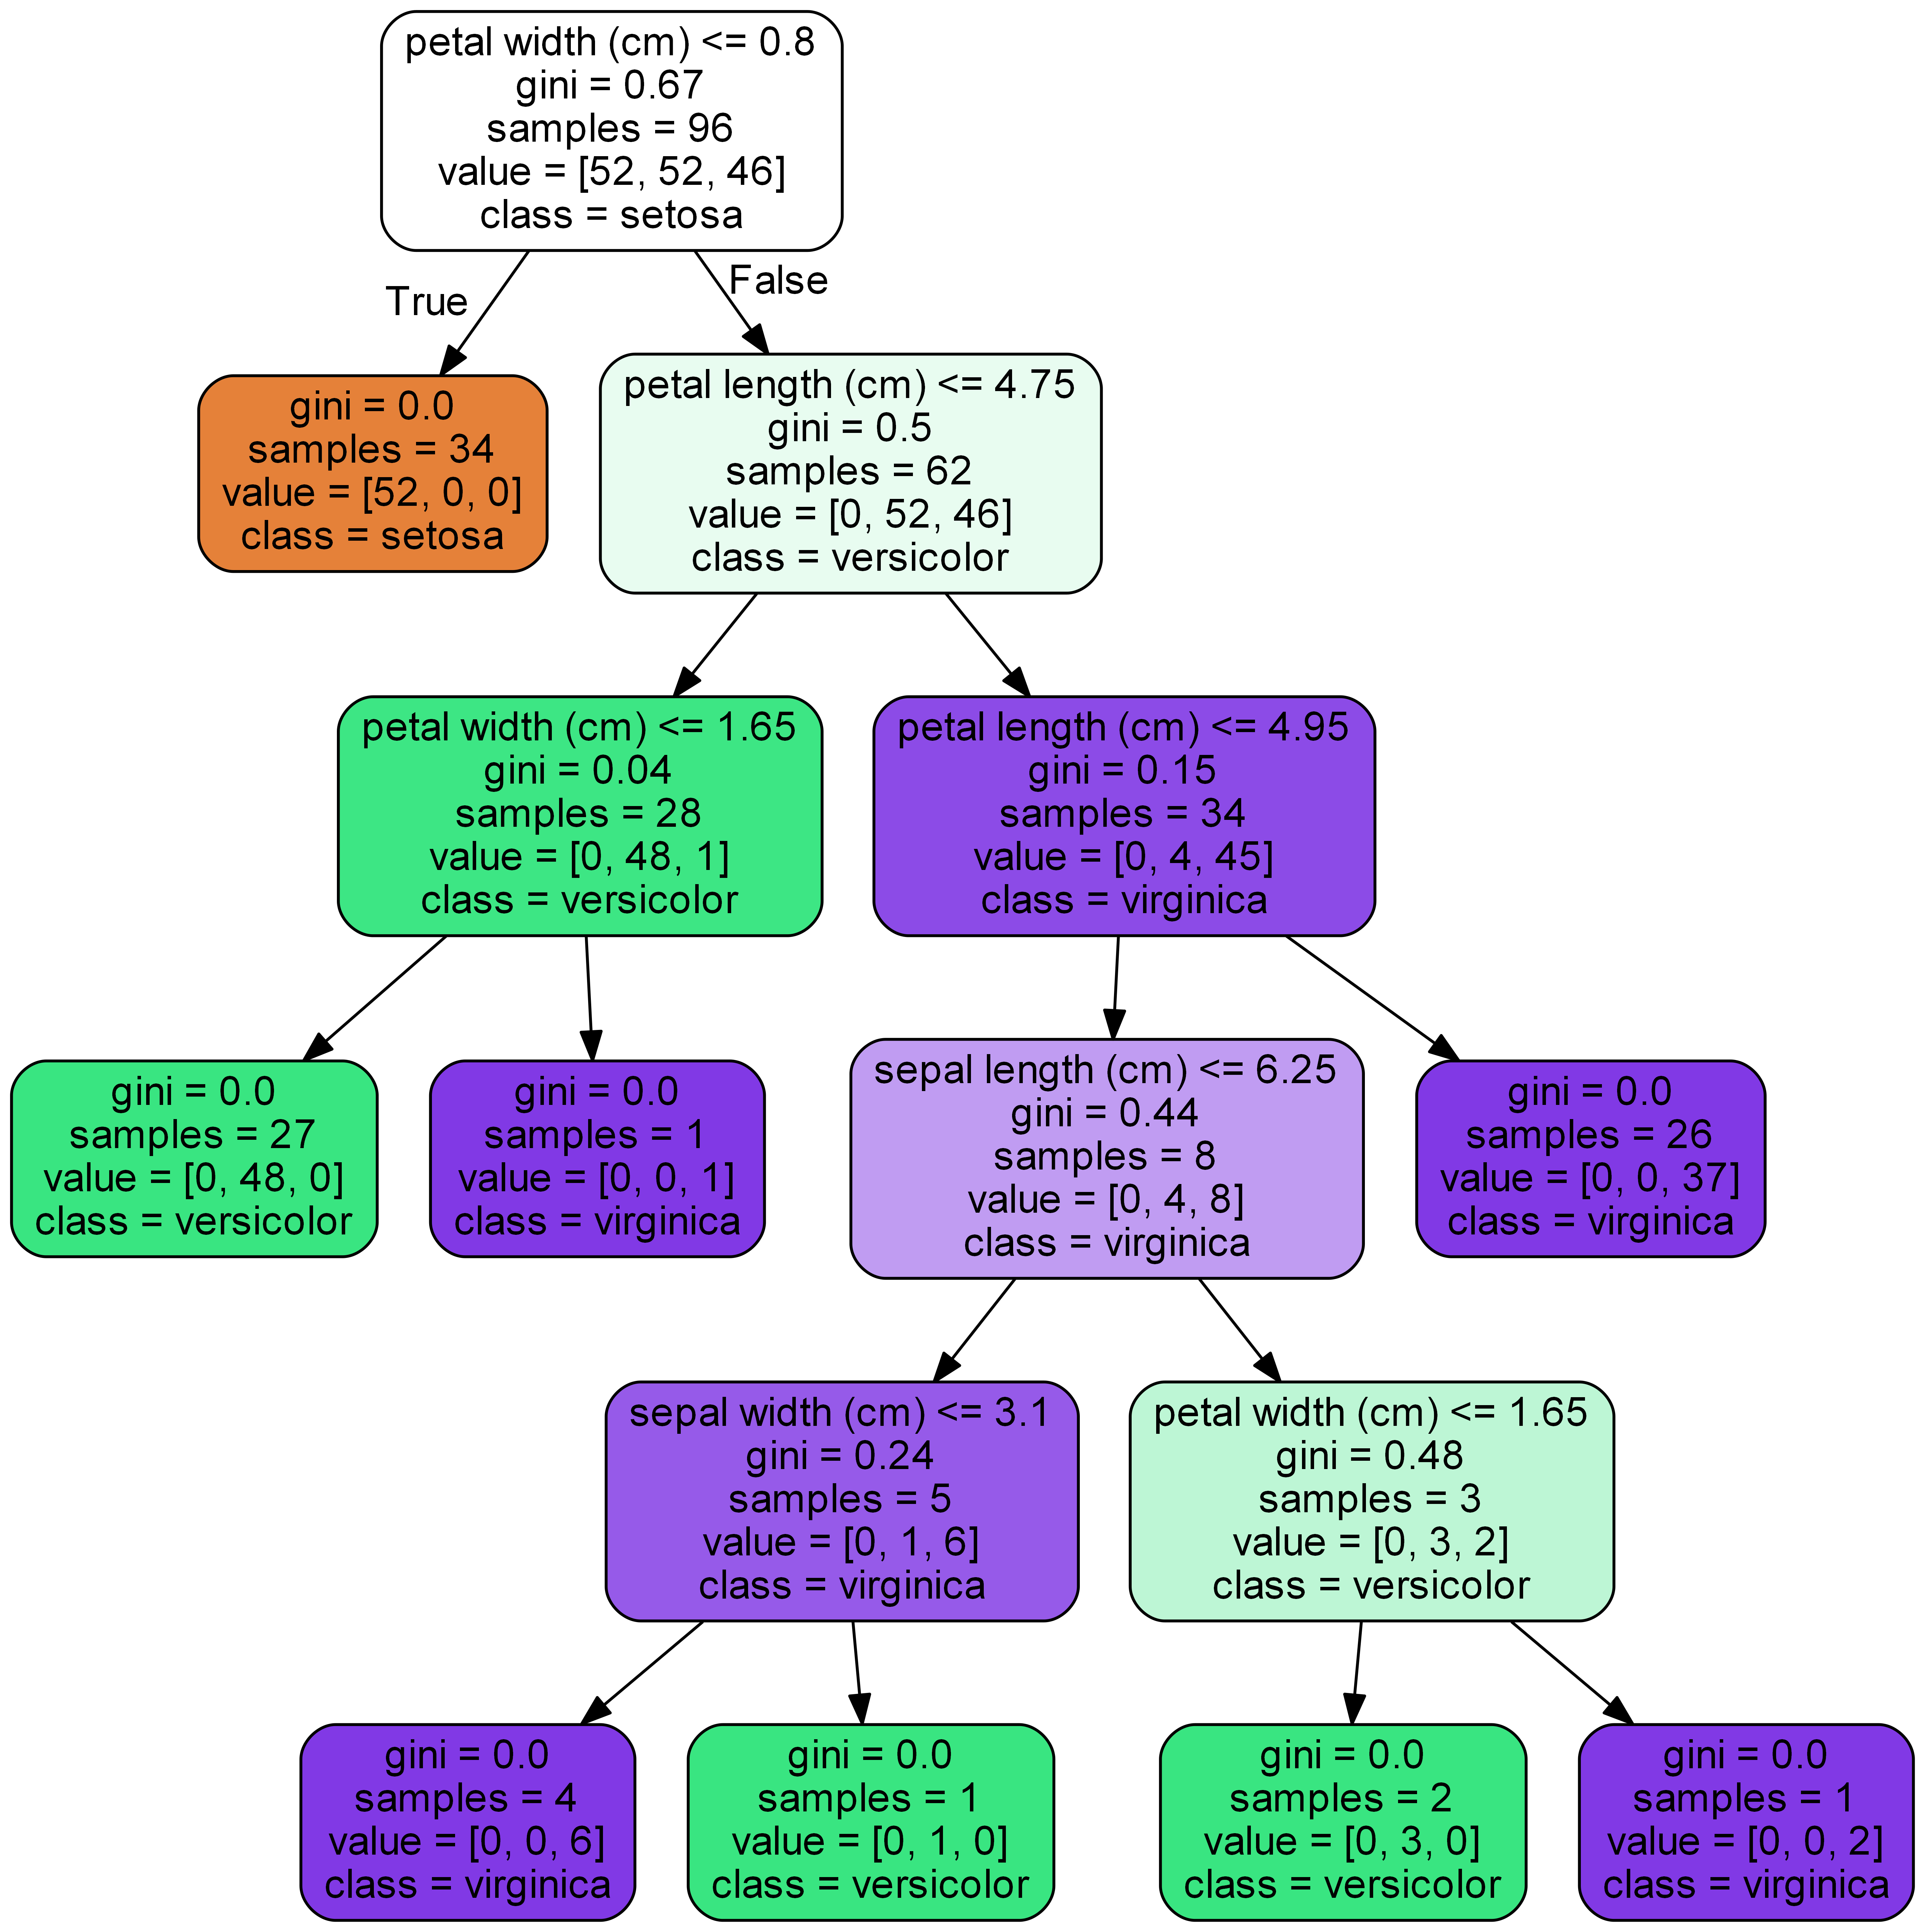 petal width (cm) <= 0.8
gini = 0.67
samples = 96
value = [52, 52, 46]
class = setosa
True
False
gini = 0.0
samples = 34
value = [52, 0, 0]
class = setosa
petal length (cm) <= 4.75
gini = 0.5
samples = 62
value = [0, 52, 46]
class = versicolor
petal width (cm) <= 1.65
gini = 0.04
samples = 28
value = [0, 48, 1]
class = versicolor
petal length (cm) <= 4.95
gini = 0.15
samples = 34
value = [0, 4, 45]
class = virginica
gini = 0.0
samples = 27
value = [0, 48, 0]
class = versicolor
gini = 0.0
samples = 1
value = [0, 0, 1]
class = virginica
sepal length (cm) <= 6.25
gini = 0.44
samples = 8
value = [0, 4, 8]
class = virginica
gini = 0.0
samples = 26
value = [0, 0, 37]
class = virginica
sepal width (cm) <= 3.1
gini = 0.24
samples = 5
value = [0, 1, 6]
class = virginica
petal width (cm) <= 1.65
gini = 0.48
samples = 3
value = [0, 3, 2]
class = versicolor
gini = 0.0
samples = 4
value = [0, 0, 6]
class = virginica
gini = 0.0
samples = 1
value = [0, 1, 0]
class = versicolor
gini = 0.0
samples = 2
value = [0, 3, 0]
class = versicolor
gini = 0.0
samples = 1
value = [0, 0, 2]
class = virginica